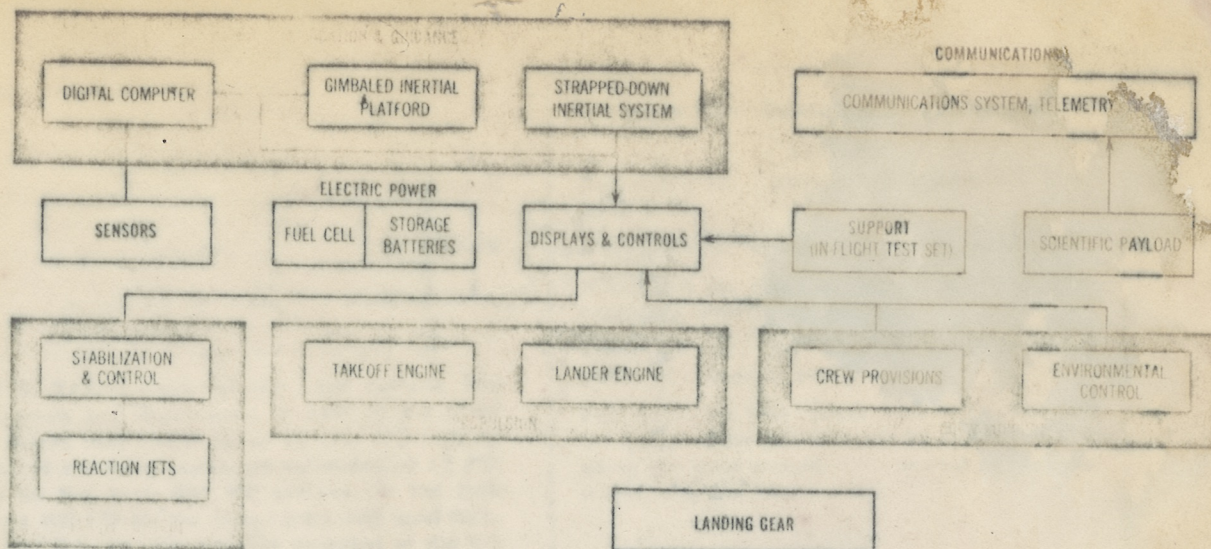 & GUIDANCE
COMMUNICATIONS)
DIGITAL COMPUTER
GIMBALED INERTIAL
PLATFORD
STRAPPED-DOWN
INERTIAL SYSTEM
COMMUNICATIONS SYSTEM, TELEMETRY
ELECTRIC POWER
SENSORS
FUEL CELL
STORAGE
BATTERIES
DISPLAYS & CONTROLS
SUPPORT
(IN FLIGHT TEST SET)
SCIENTIFIC PAYLOAD
STABILIZATION
& CONTROL
TAKEOFF ENGINE
LANDER ENGINE
CREW PROVISIONS
ENVIRONMENTAL
CONTROL
REACTION JETS
LANDING GEAR